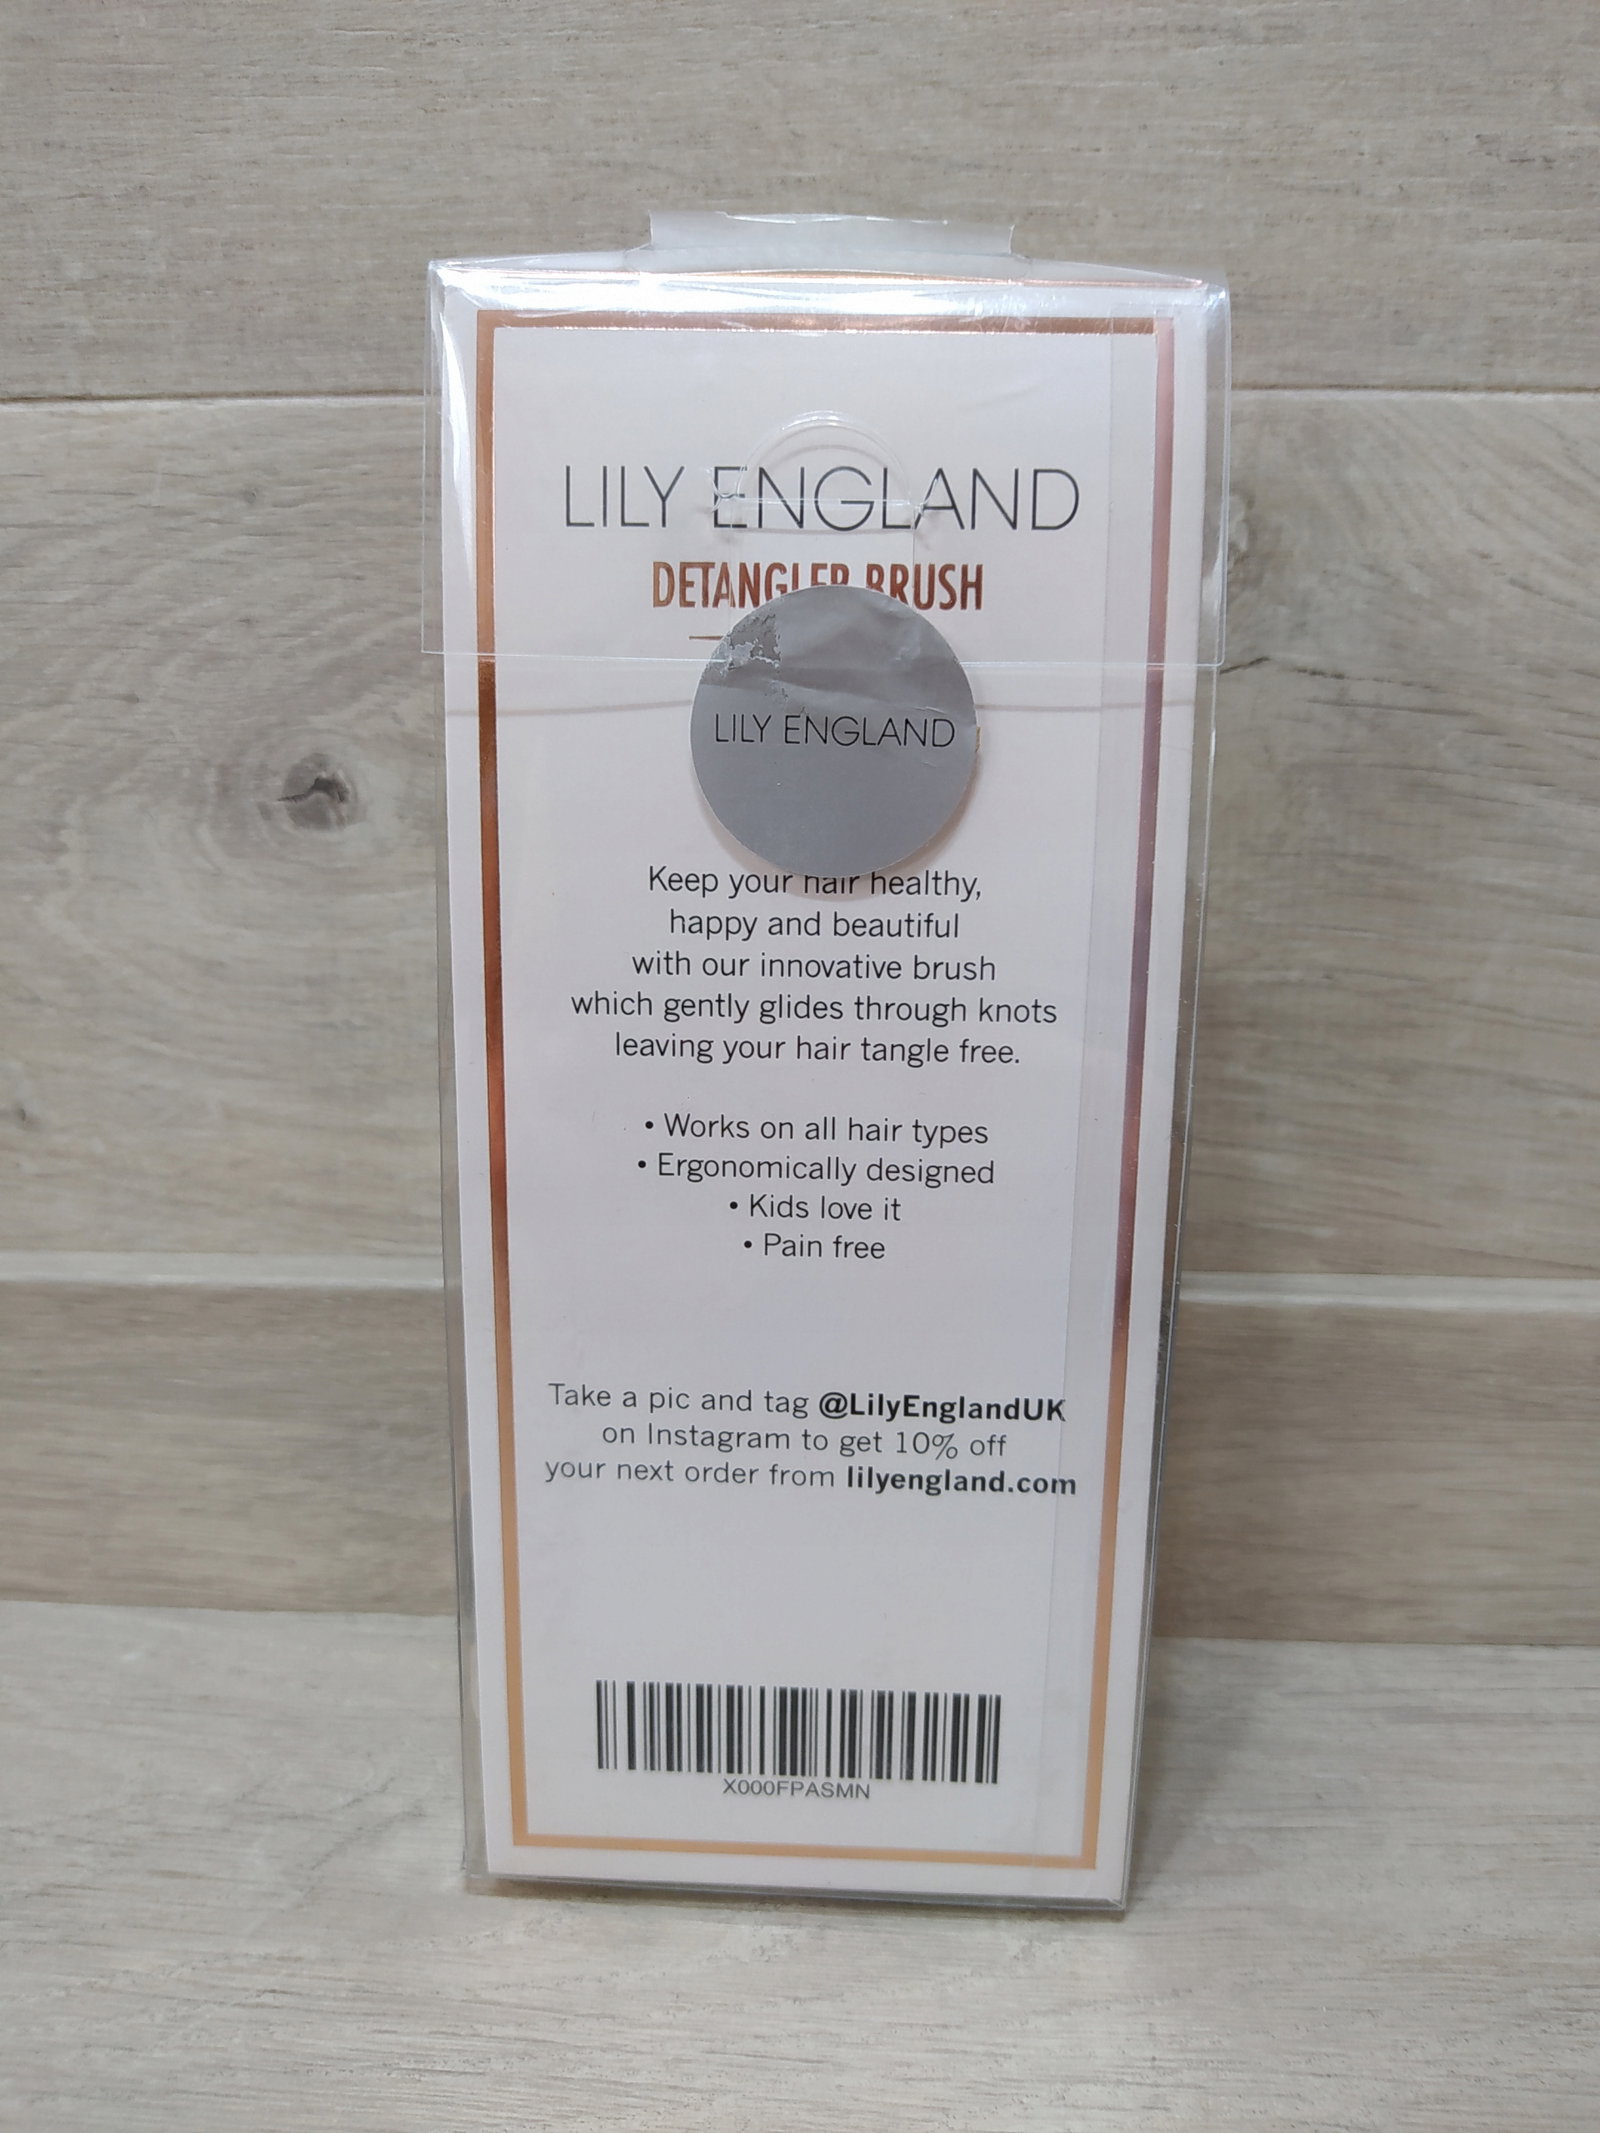 LILY ENGLAND
DETANGLER BRUSH
LILY ENGLAND
Keep your hair healthy,
happy and beautiful
with our innovative brush
which gently glides through knots
leaving your hair tangle free.
• Works on all hair types
• Ergonomically designed
• Kids love it
• Pain free
Take a pic and tag @LilyEnglandUK
on Instagram to get 10% off
your next order from lilyengland.com
X000FPASMN